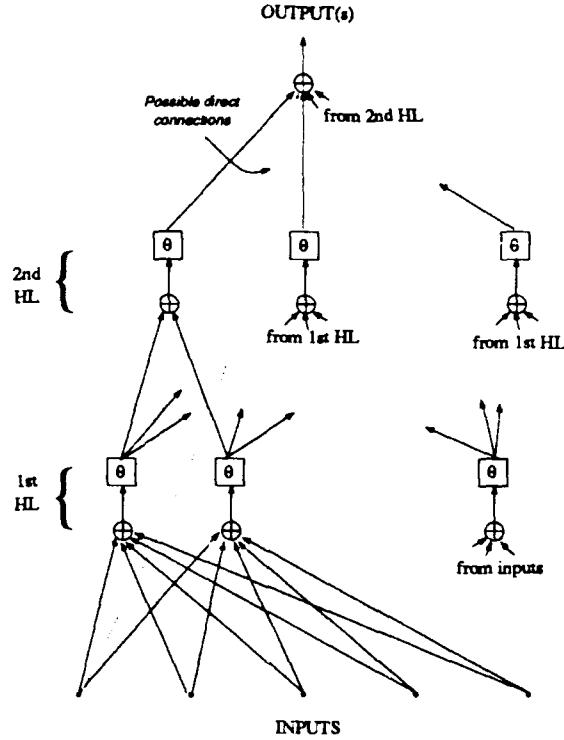 OUTPUT(s)
Possible direct
connections
from 2nd HL
θ
θ
θ
2nd
HL
from 1st HL
from 1st HL
θ
θ
θ
1st
HL
from inputs
INPUTS